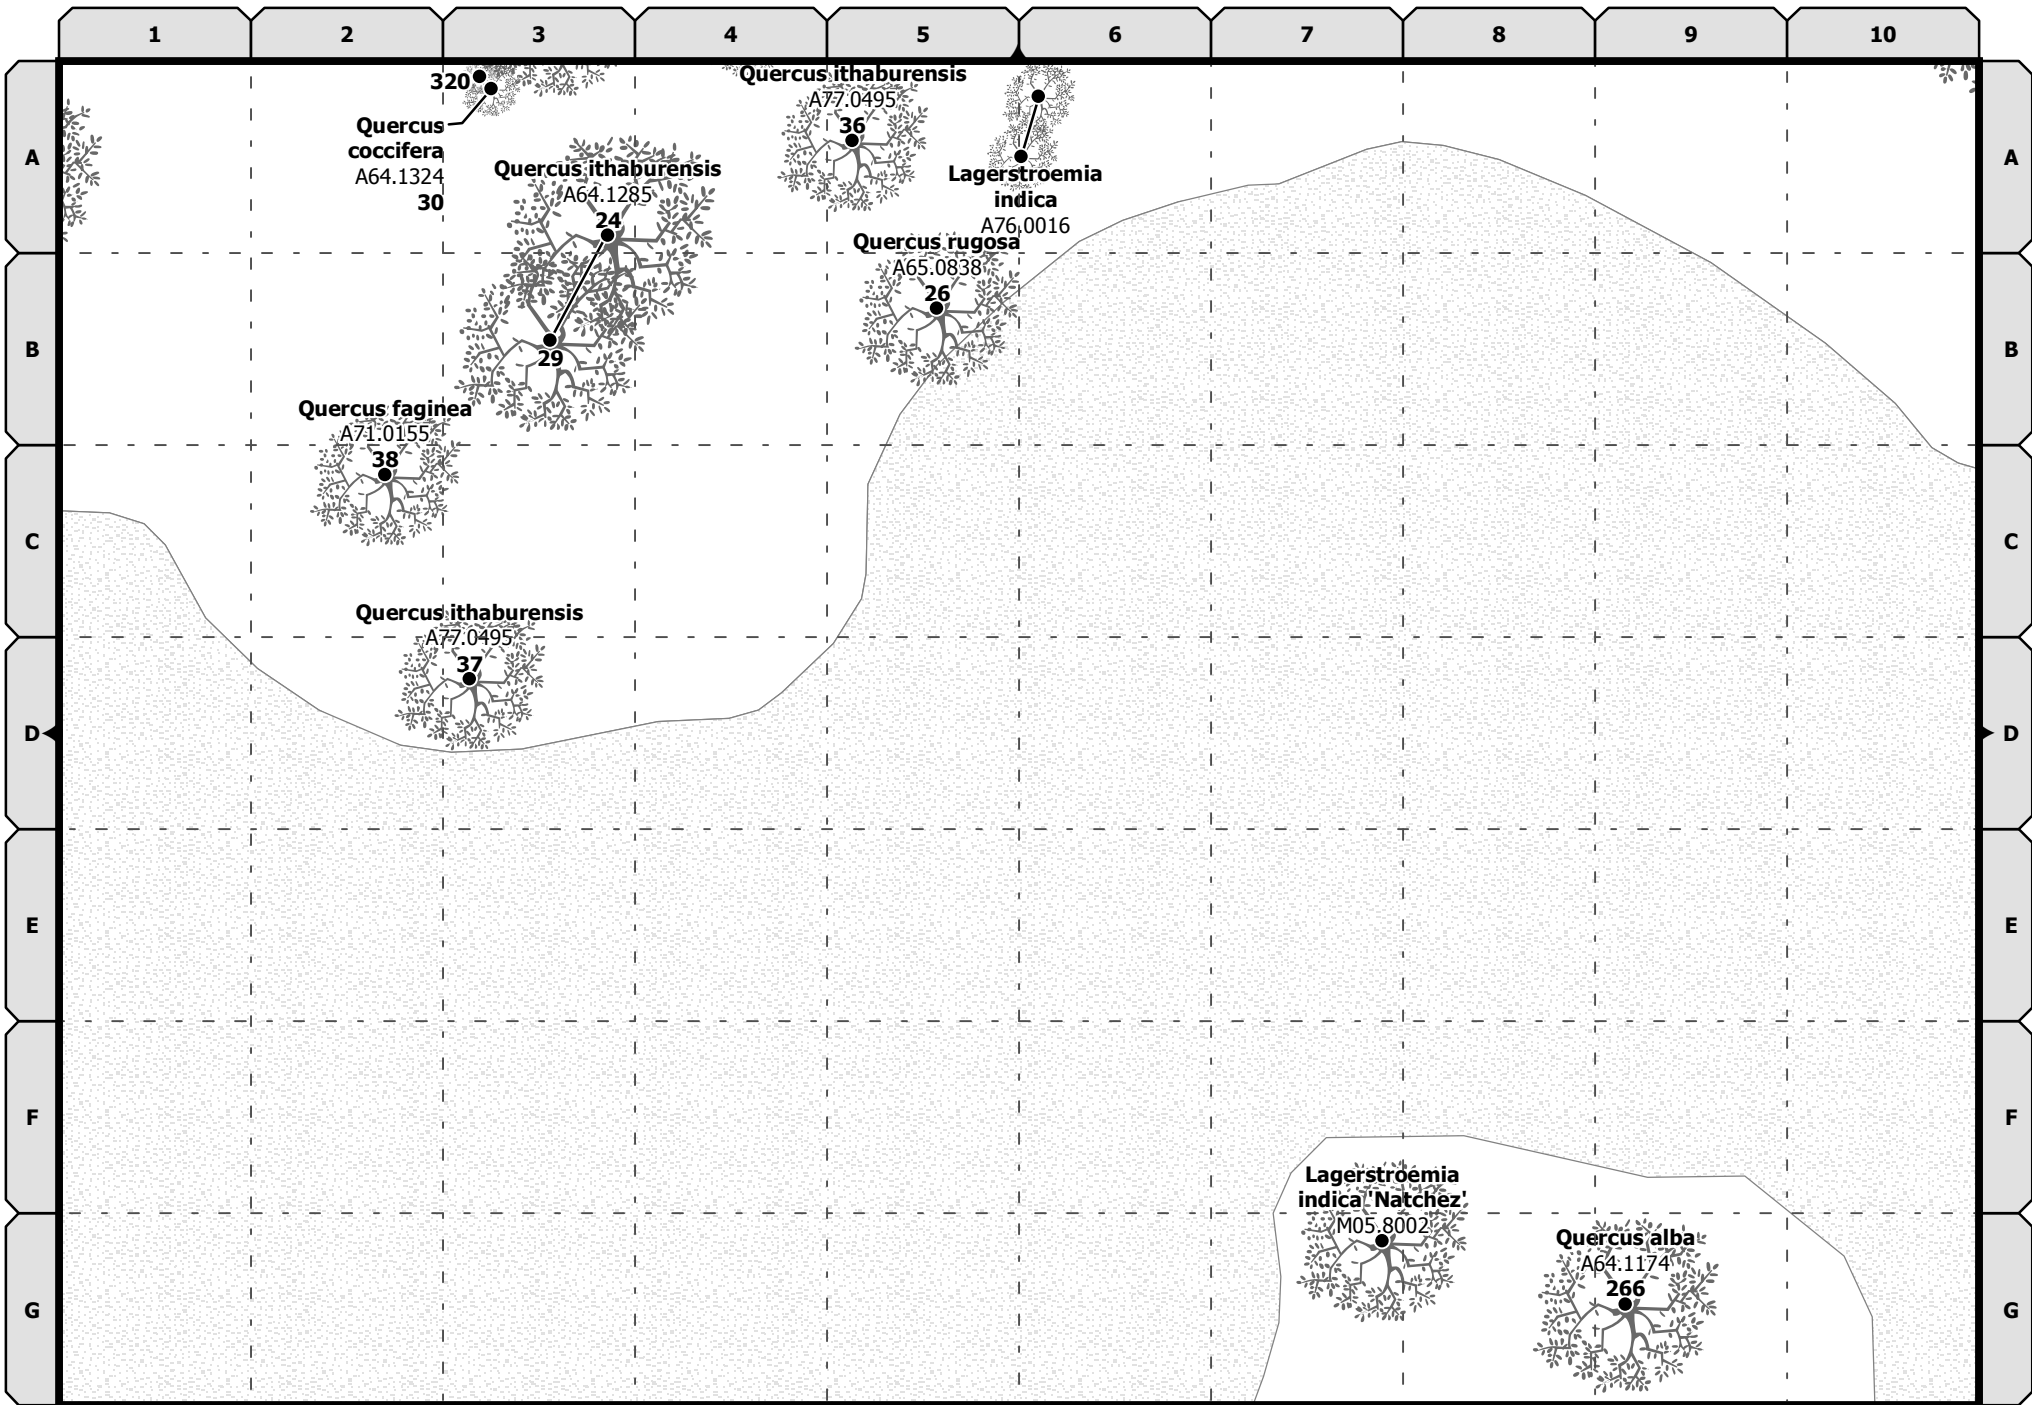 1 2 3 4 5 6 7 8 9 10
A A
B B
C C
D D
E E
F F
G G
320
Quercus
coccifera
A64.1324
30
Quercus ithaburensis
A64.1285
24
29
Quercus ithaburensis
A77.0495
36
Lagerstroemia
indica
A76.0016
Quercus rugosa
A65.0838
26
Quercus faginea
A71.0155
38
Quercus ithaburensis
A77.0495
37
Lagerstroemia
indica 'Natchez'
M05.8002
Quercus alba
A64.1174
266